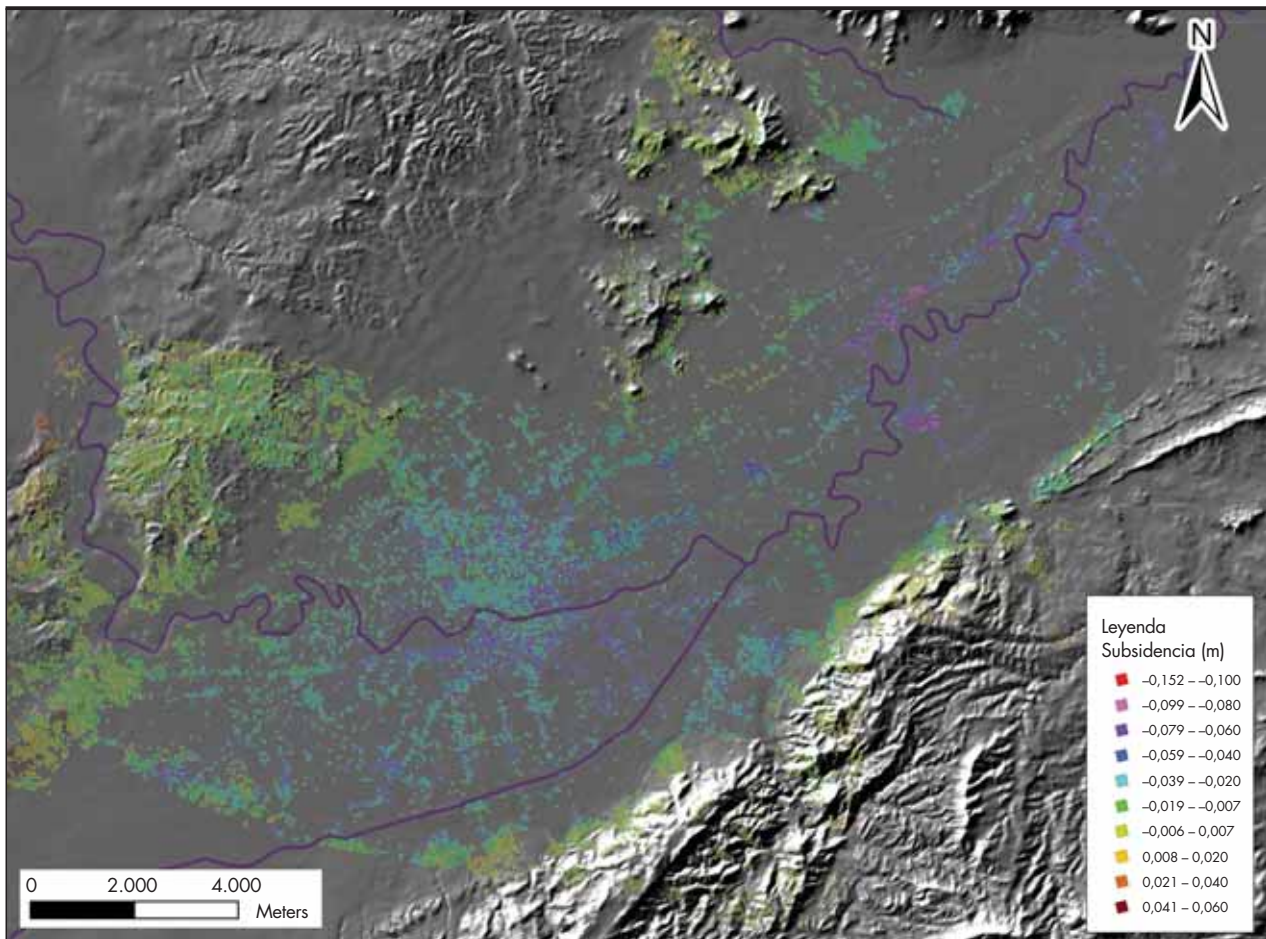 N
Leyenda
Subsidencia (m)
−0,152 – −0,100
−0,099 – −0,080
−0,079 – −0,060
−0,059 – −0,040
−0,039 – −0,020
−0,019 – −0,007
−0,006 – 0,007
0,008 – 0,020
0,021 – 0,040
0,041 – 0,060
0 2.000 4.000
Meters